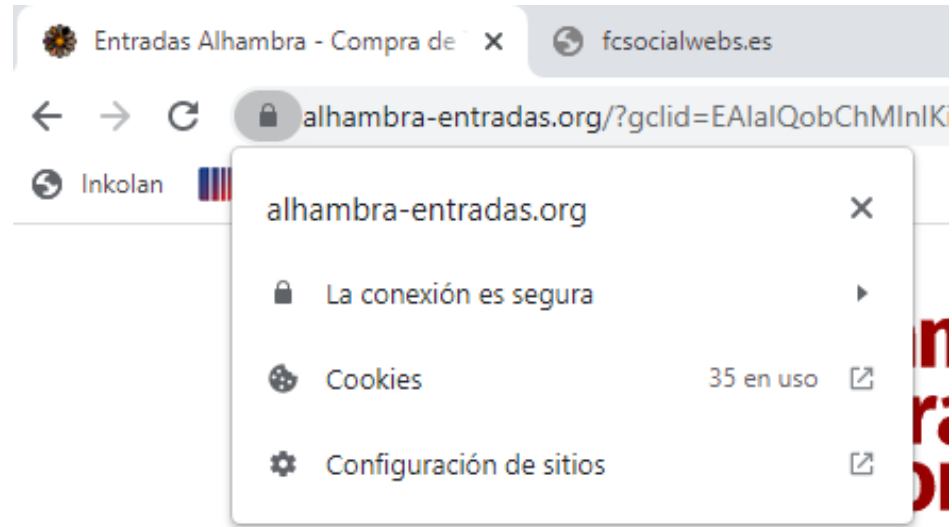 Entradas Alhambra - Compra de
fcsocialwebs.es
alhambra-entradas.org/?gclid=EAIaIQobChMInIKi
Inkolan
alhambra-entradas.org
La conexión es segura
Cookies 35 en uso
Configuración de sitios